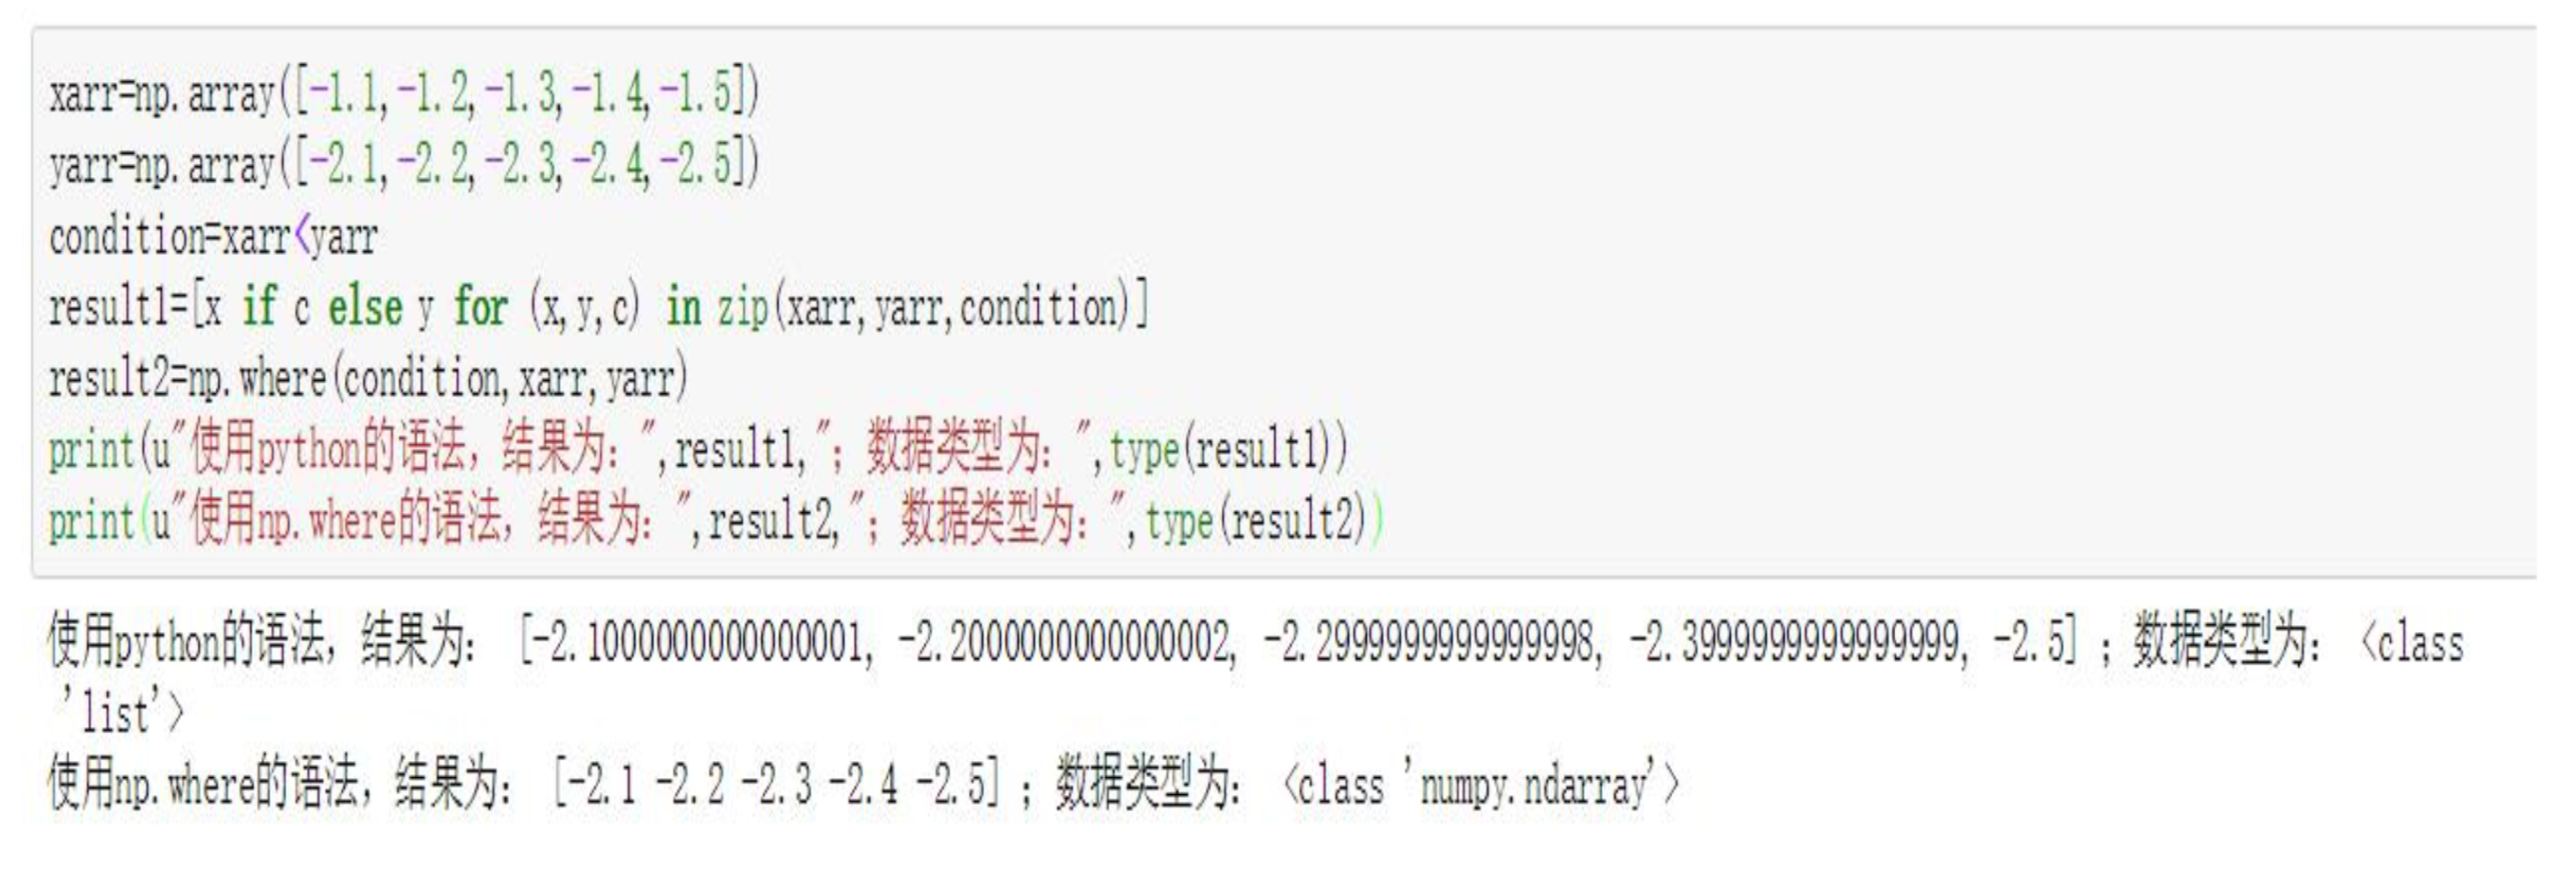 xarr=np.array([-1.1,-1.2,-1.3,-1.4,-1.5])
yarr=np.array([-2.1,-2.2,-2.3,-2.4,-2.5])
condition=xarr<yarr
result1=[x if c else y for (x,y,c) in zip(xarr,yarr,condition)]
result2=np.where(condition,xarr,yarr)
print(u"使用python的语法，结果为：",result1,"；数据类型为：",type(result1))
print(u"使用np.where的语法，结果为：",result2,"；数据类型为：",type(result2))
使用python的语法，结果为： [-2.1000000000000001, -2.2000000000000002, -2.2999999999999998, -2.3999999999999999, -2.5] ；数据类型为： <class
'list'>
使用np.where的语法，结果为： [-2.1 -2.2 -2.3 -2.4 -2.5] ；数据类型为： <class 'numpy.ndarray'>